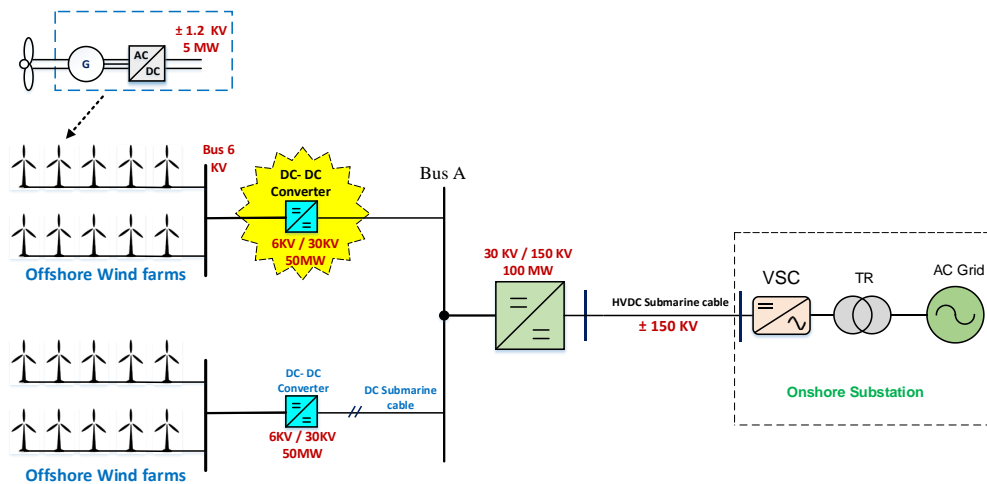 ± 1.2 KV
5 MW
G
AC
DC
Bus 6
KV
DC- DC
Converter
6KV / 30KV
50MW
Offshore Wind farms
Bus A
30 KV / 150 KV
100 MW
HVDC Submarine cable
± 150 KV
VSC
TR
AC Grid
Onshore Substation
DC- DC
Converter
DC Submarine
cable
6KV / 30KV
50MW
Offshore Wind farms